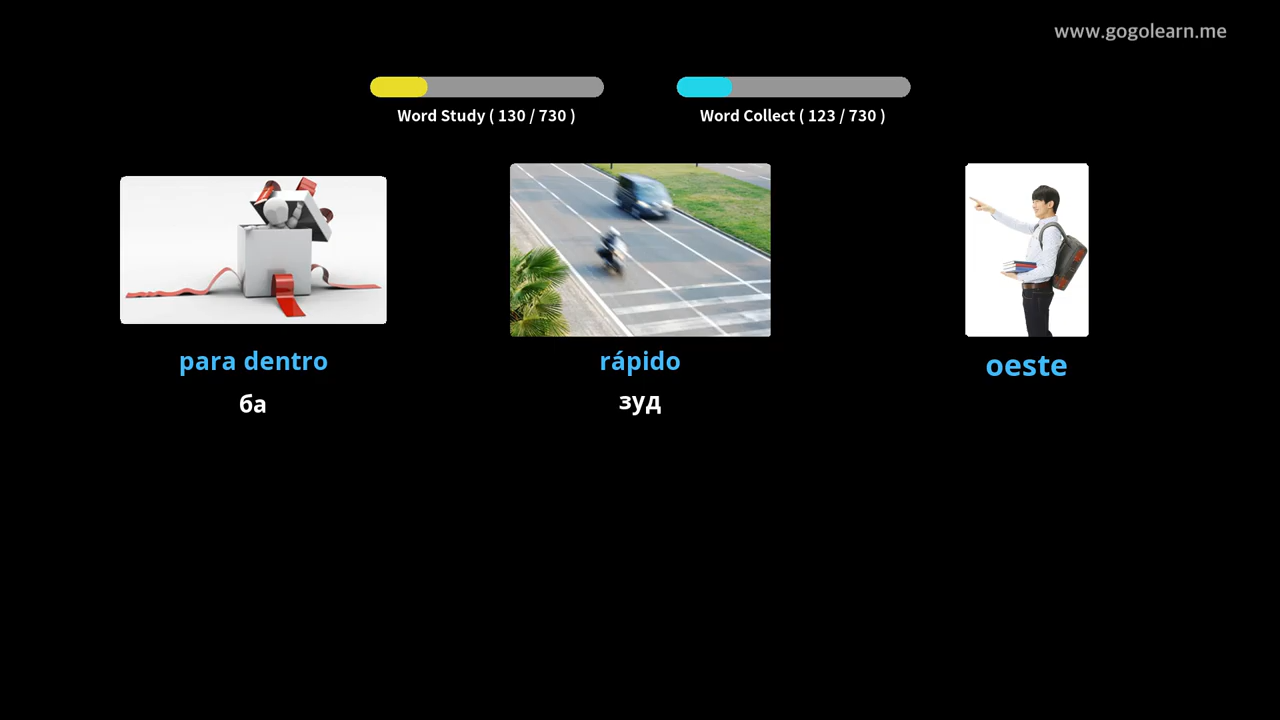 www.gogolearn.me
Word Study ( 130 / 730 )
Word Collect ( 123 / 730 )
para dentro
rápido
oeste
ба
зуд